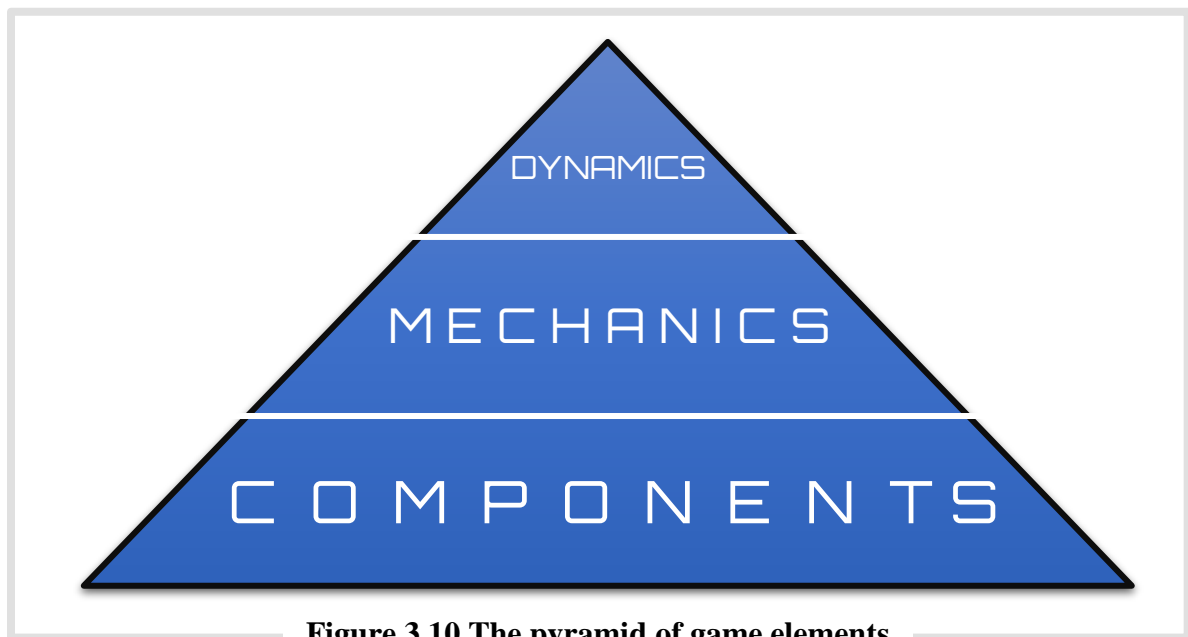 DYNAMICS
MECHANICS
COMPONENTS
Figure 3.10 The pyramid of game elements